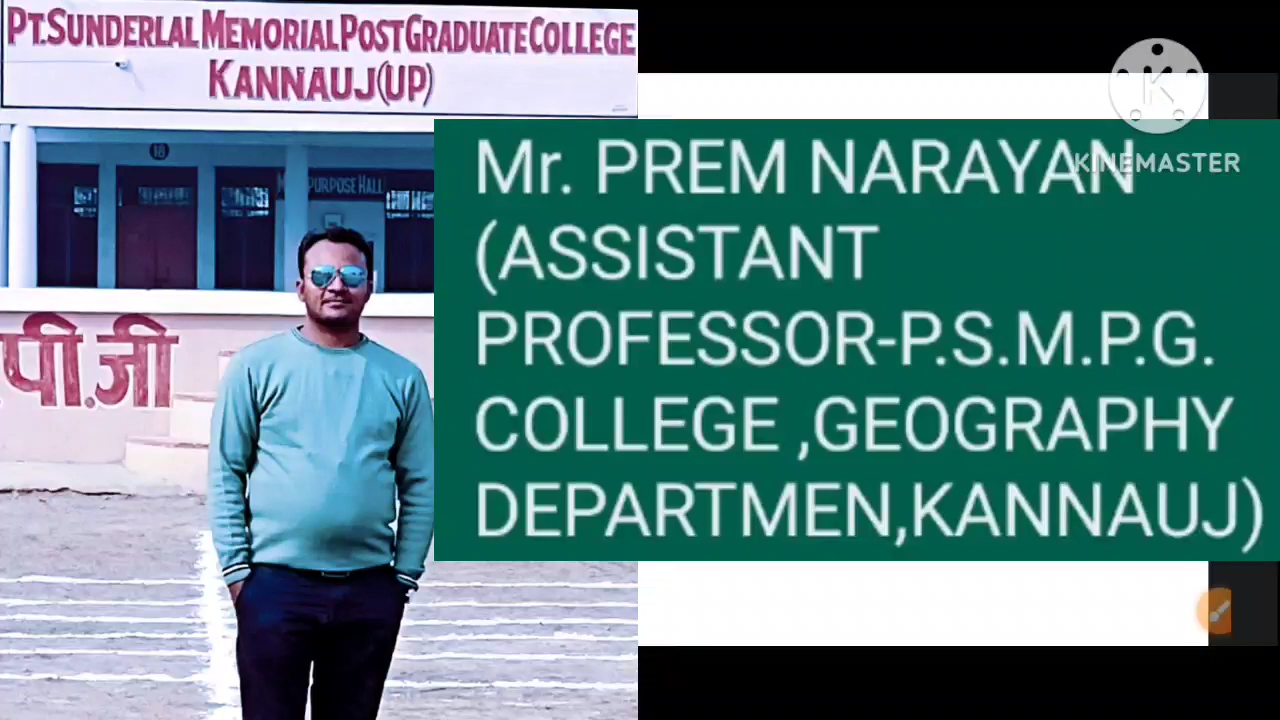 PT.SUNDERLAL MEMORIAL POST GRADUATE COLLEGE
KANNAUJ(UP)
18
PURPOSE HALL
पी.जी
Mr. PREM NARAYAN
(ASSISTANT
PROFESSOR-P.S.M.P.G.
COLLEGE ,GEOGRAPHY
DEPARTMEN,KANNAUJ)
K
KINEMASTER